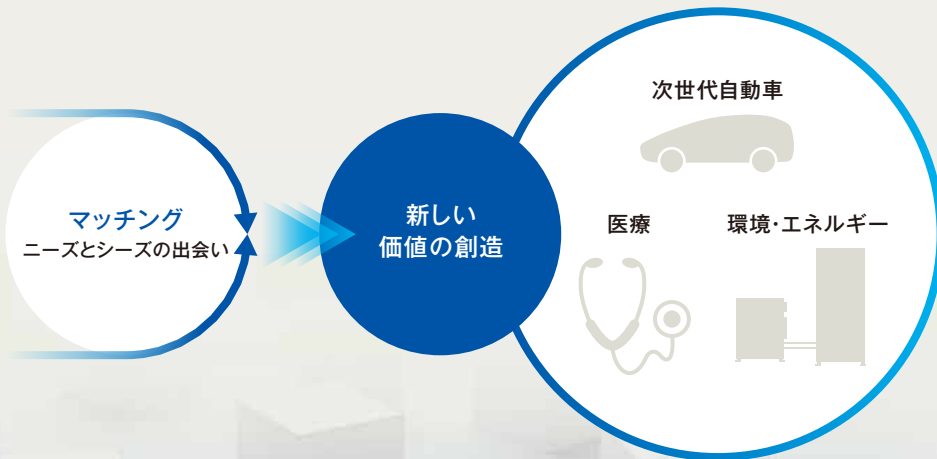 マッチング
ニーズとシーズの出会い
新しい
価値の創造
次世代自動車
医療
環境・エネルギー